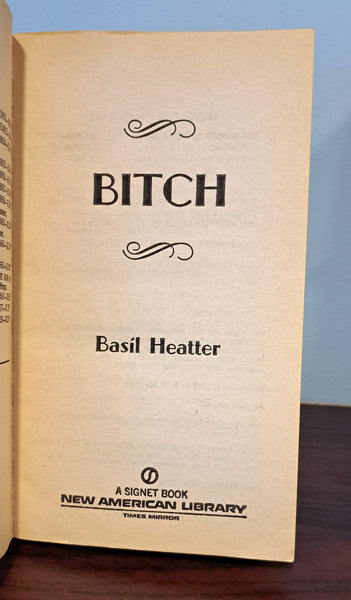 BITCH
Basil Heatter
A SIGNET BOOK
NEW AMERICAN LIBRARY
TIMES MIRROR